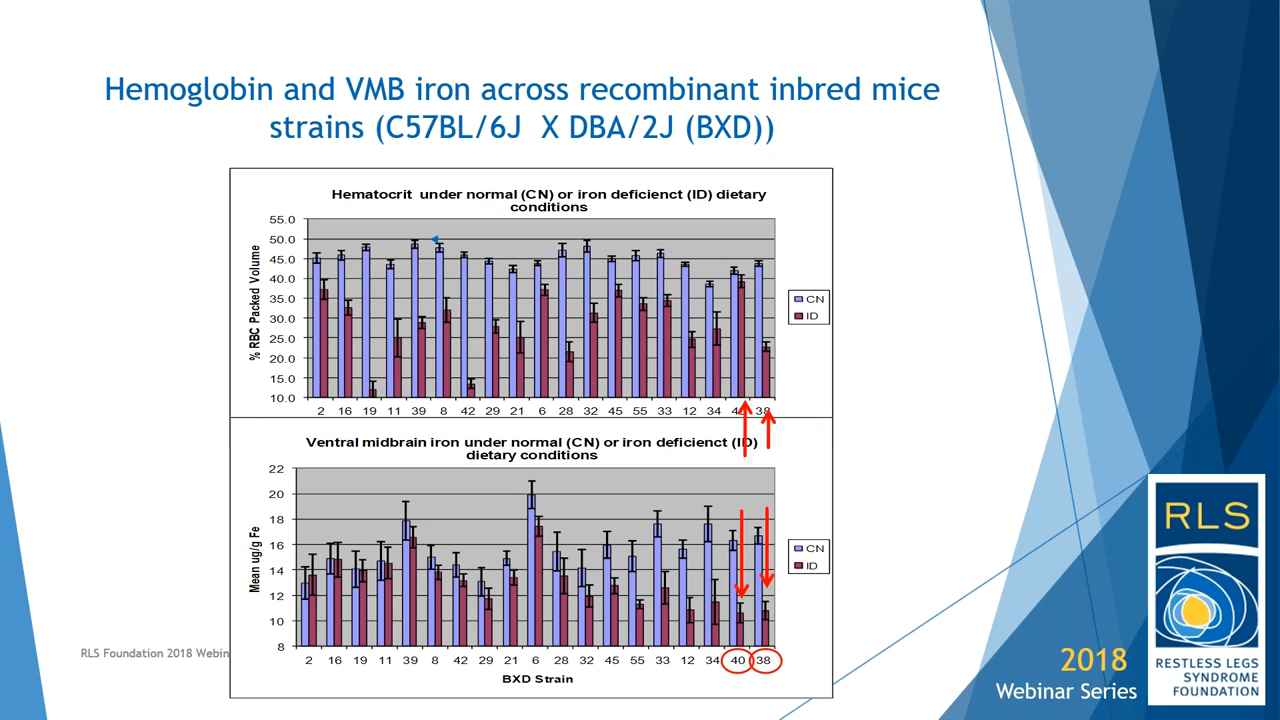 Hemoglobin and VMB iron across recombinant inbred mice
strains (C57BL/6J X DBA/2J (BXD))
Hematocrit under normal (CN) or iron deficienct (ID) dietary
conditions
% RBC Packed Volume
55.0
50.0
45.0
40.0
35.0
30.0
25.0
20.0
15.0
10.0
2 16 19 11 39 8 42 29 21 6 28 32 45 55 33 12 34 40 38
CN
ID
Ventral midbrain iron under normal (CN) or iron deficienct (ID)
dietary conditions
Mean ug/g Fe
22
20
18
16
14
12
10
8
2 16 19 11 39 8 42 29 21 6 28 32 45 55 33 12 34 40 38
BXD Strain
CN
ID
RLS Foundation 2018 Webin
2018
Webinar Series
RLS
RESTLESS LEGS
SYNDROME
FOUNDATION